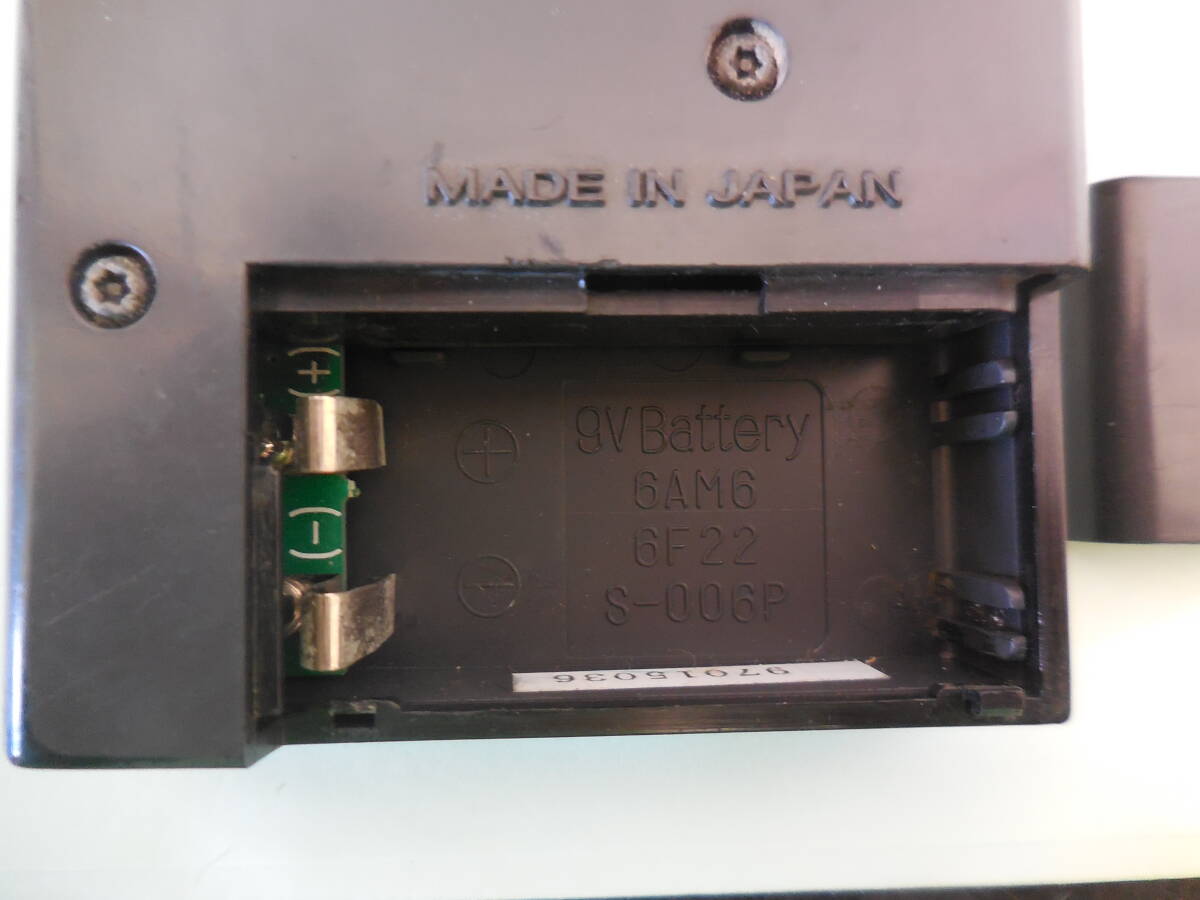 MADE IN JAPAN
(+)
(-)
+
-
9V Battery
6AM6
6F22
S-006P
97015036